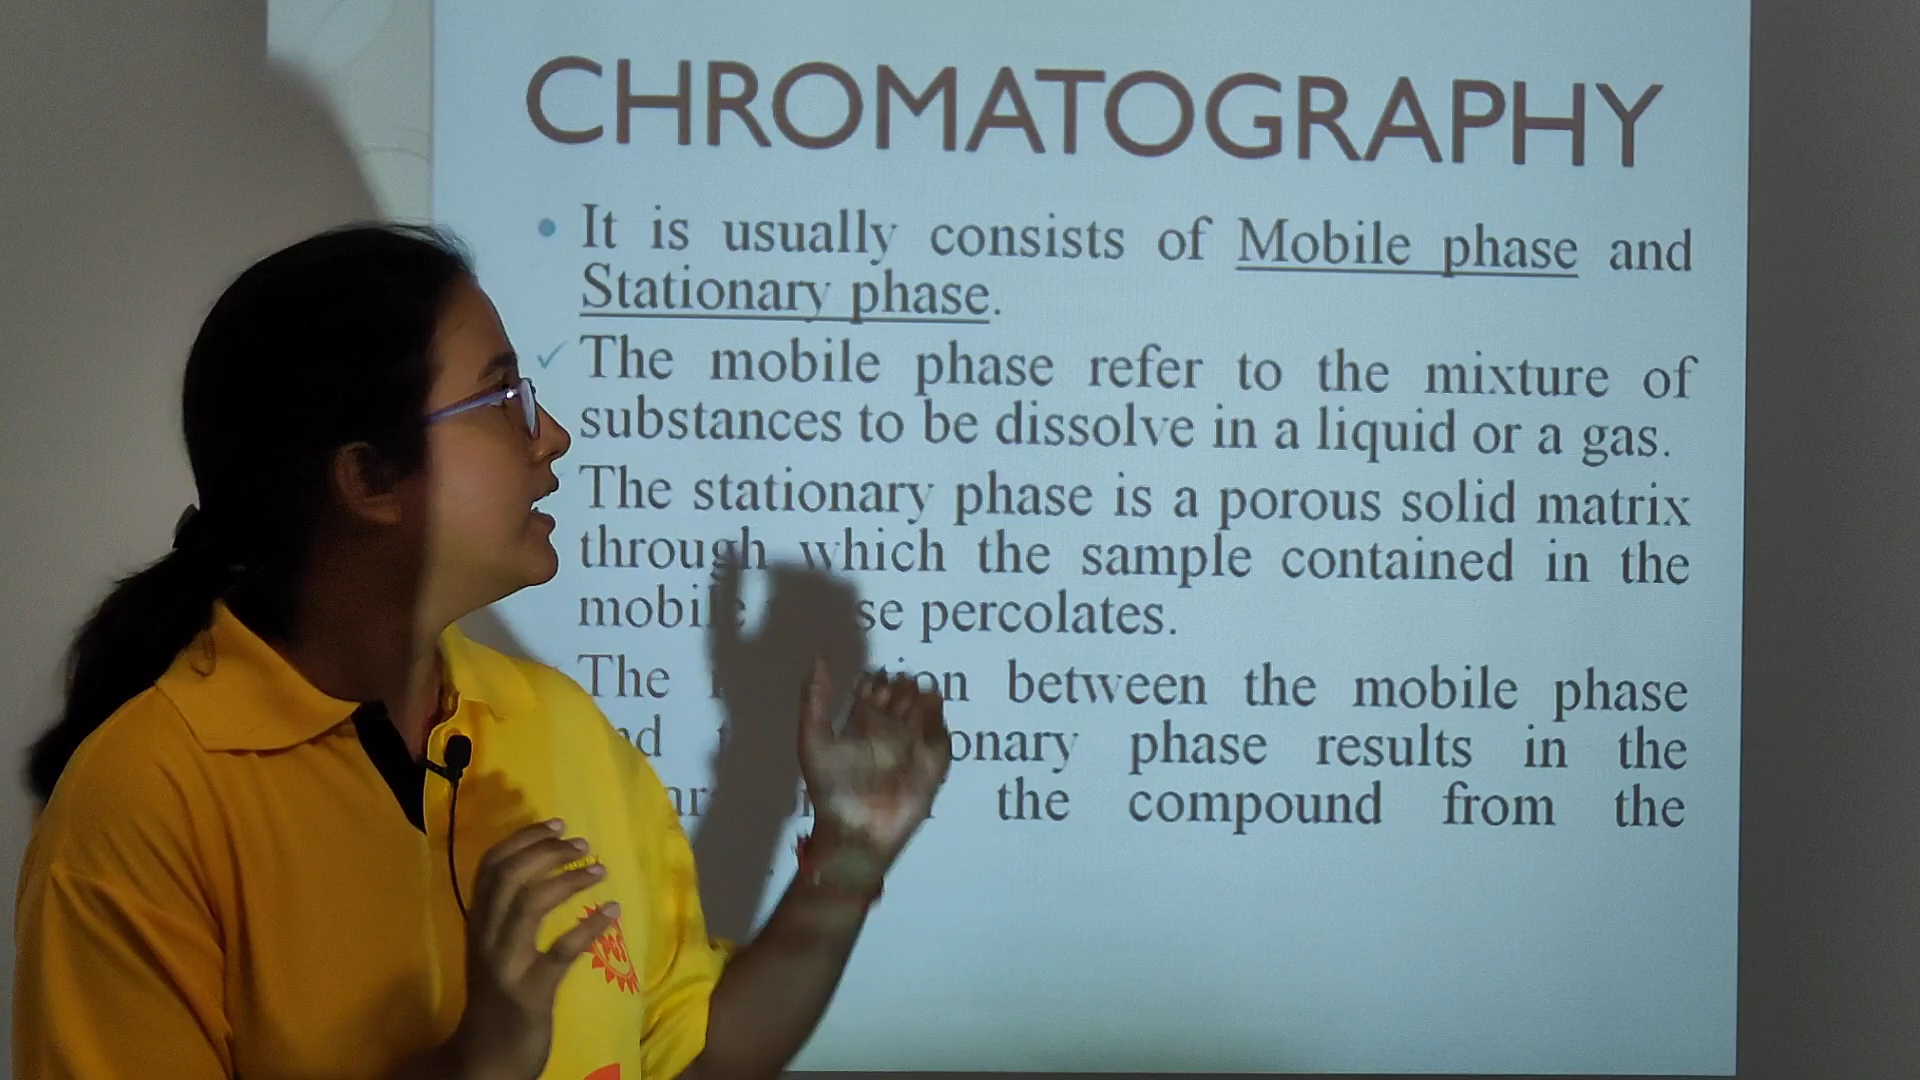 CHROMATOGRAPHY
• It is usually consists of Mobile phase and
Stationary phase.
✓ The mobile phase refer to the mixture of
substances to be dissolve in a liquid or a gas.
The stationary phase is a porous solid matrix
through which the sample contained in the
percolates.
The between the mobile phase
phase results in the
the compound from the
PGS